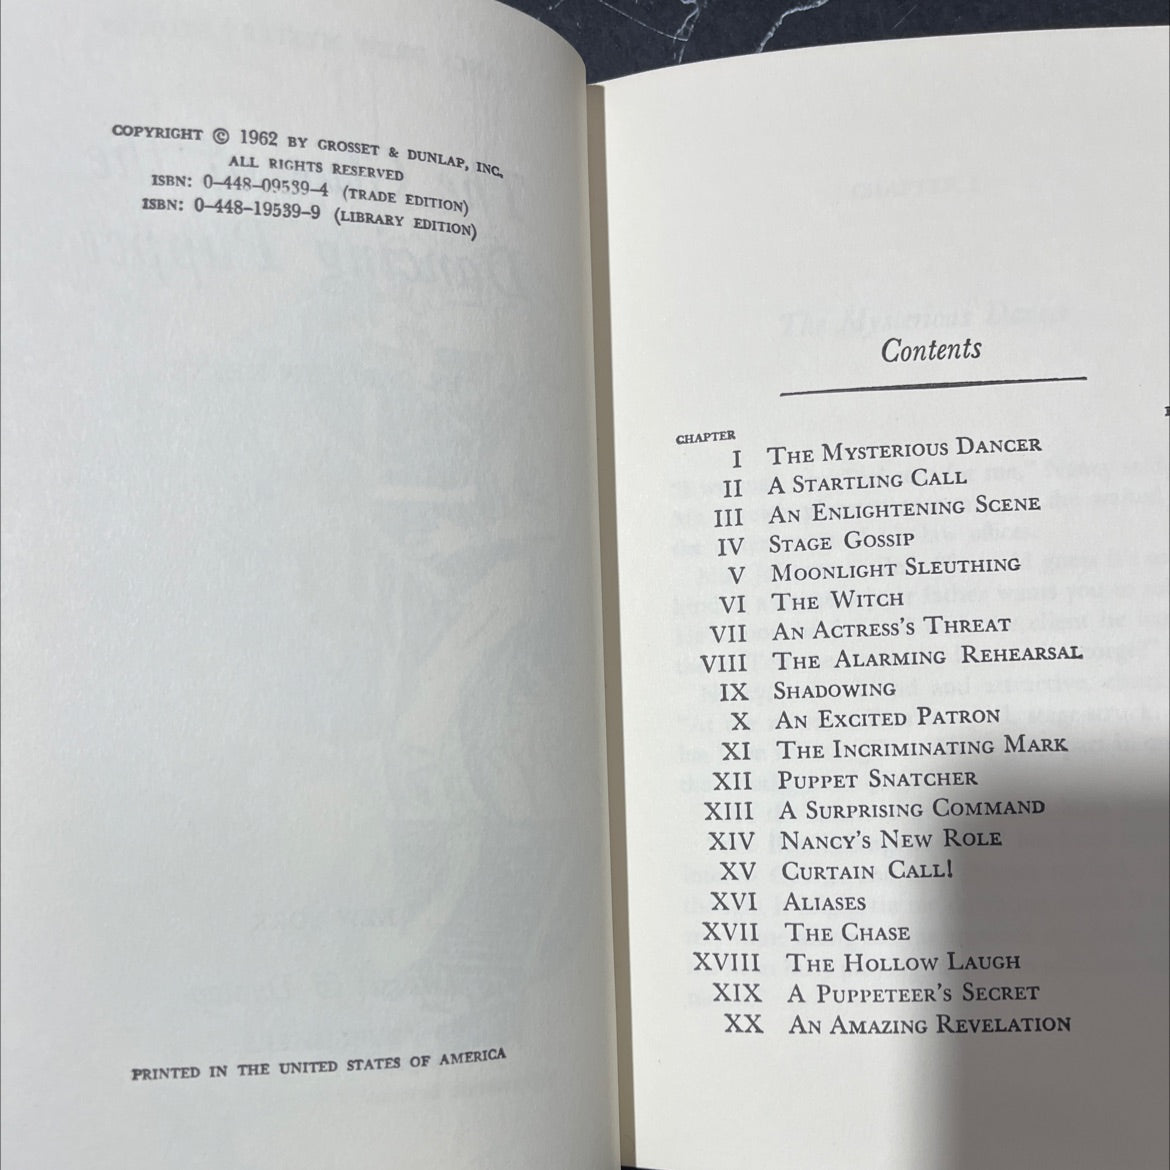 COPYRIGHT © 1962 BY GROSSET & DUNLAP, INC.
ALL RIGHTS RESERVED
ISBN: 0-448-09539-4 (TRADE EDITION)
ISBN: 0-448-19539-9 (LIBRARY EDITION)
PRINTED IN THE UNITED STATES OF AMERICA
The Mysterious Dancer
Contents
CHAPTER
I THE MYSTERIOUS DANCER
II A STARTLING CALL
III AN ENLIGHTENING SCENE
IV STAGE GOSSIP
V MOONLIGHT SLEUTHING
VI THE WITCH
VII AN ACTRESS'S THREAT
VIII THE ALARMING REHEARSAL
IX SHADOWING
X AN EXCITED PATRON
XI THE INCRIMINATING MARK
XII PUPPET SNATCHER
XIII A SURPRISING COMMAND
XIV NANCY'S NEW ROLE
XV CURTAIN CALL!
XVI ALIASES
XVII THE CHASE
XVIII THE HOLLOW LAUGH
XIX A PUPPETEER'S SECRET
XX AN AMAZING REVELATION